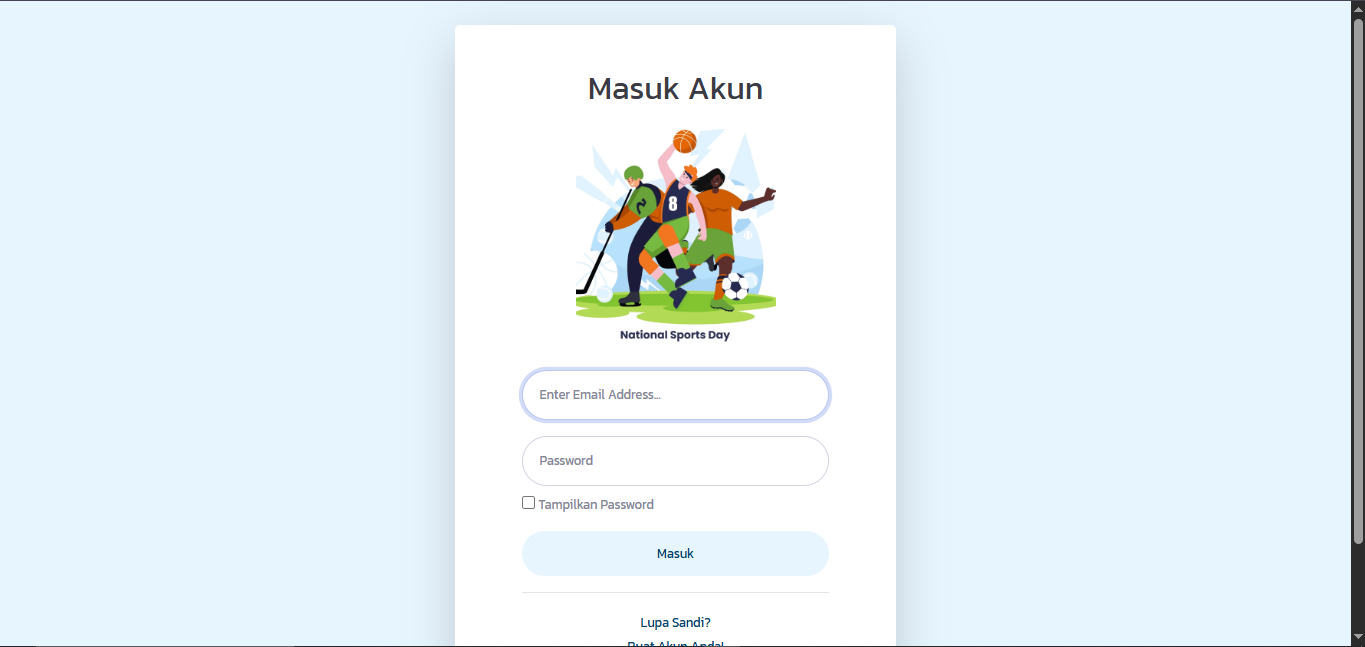 Masuk Akun
8
National Sports Day
Enter Email Address...
Password
Tampilkan Password
Masuk
Lupa Sandi?
Buat Akun Anda!